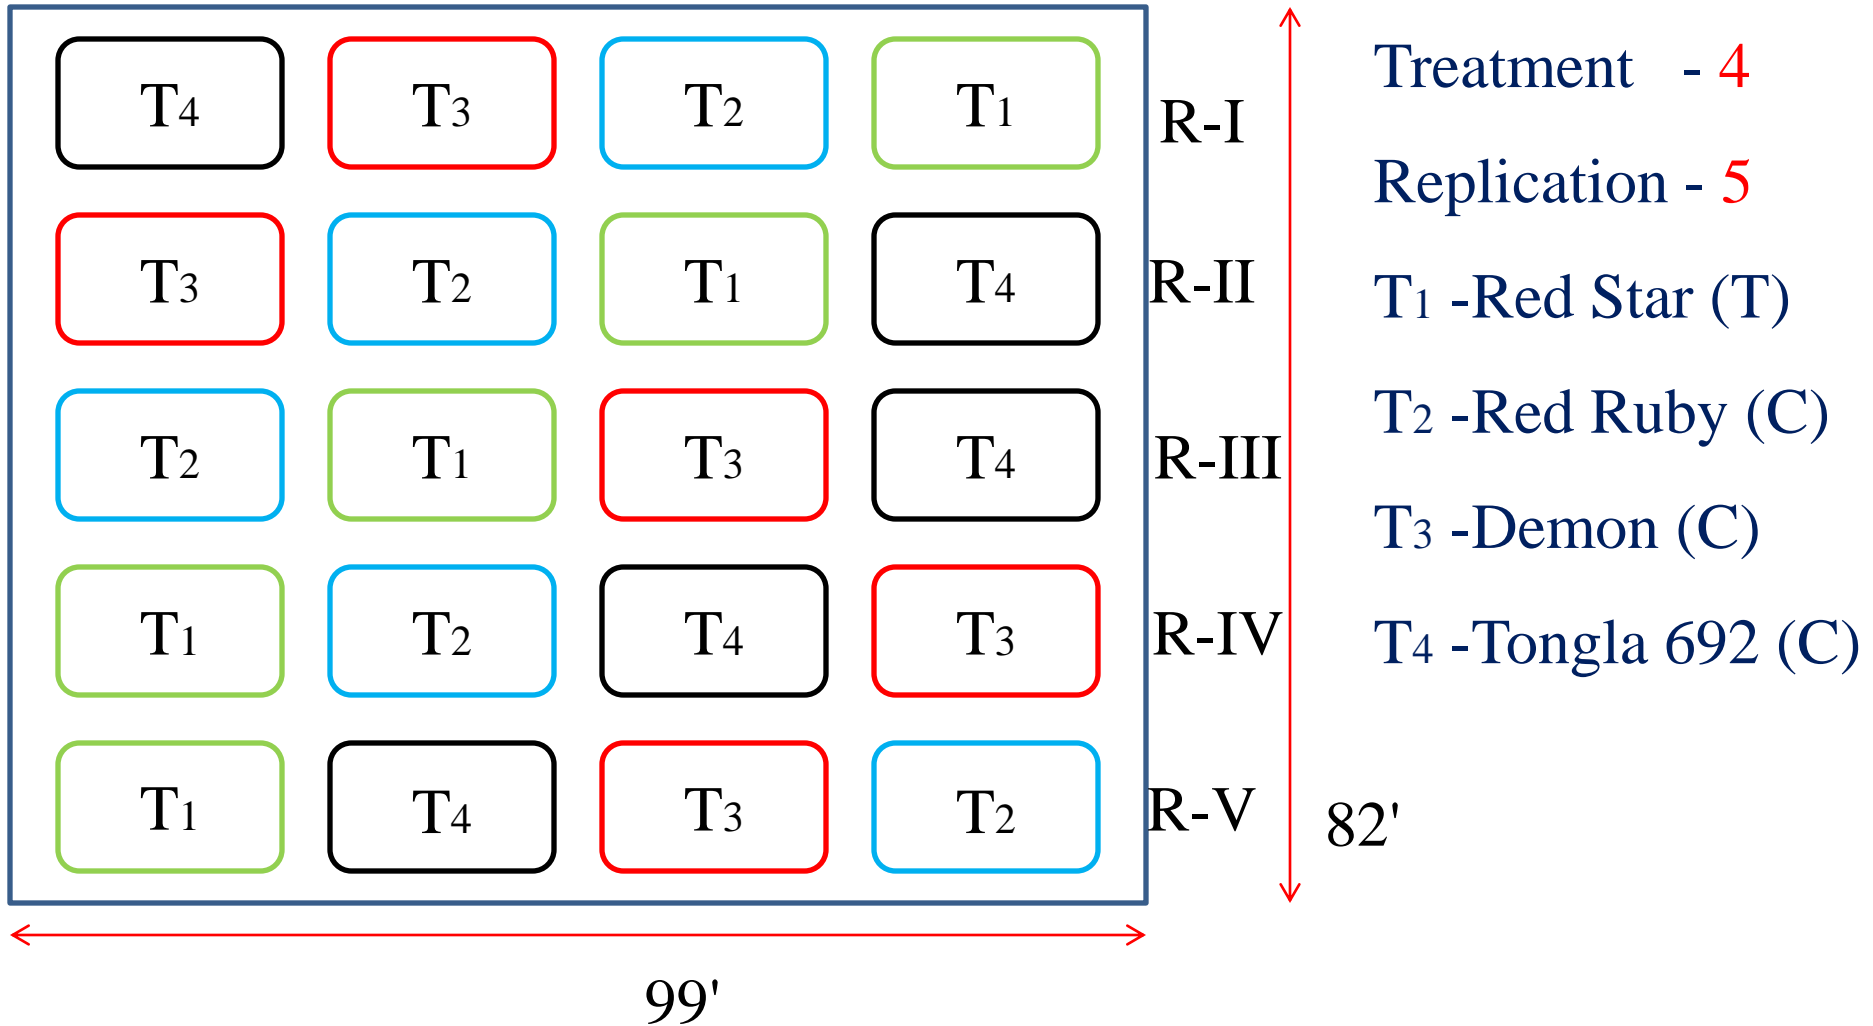 T4 T3 T2 T1 R-I
T3 T2 T1 T4 R-II
T2 T1 T3 T4 R-III
T1 T2 T4 T3 R-IV
T1 T4 T3 T2 R-V
82'
99'
Treatment - 4
Replication - 5
T1 -Red Star (T)
T2 -Red Ruby (C)
T3 -Demon (C)
T4 -Tongla 692 (C)